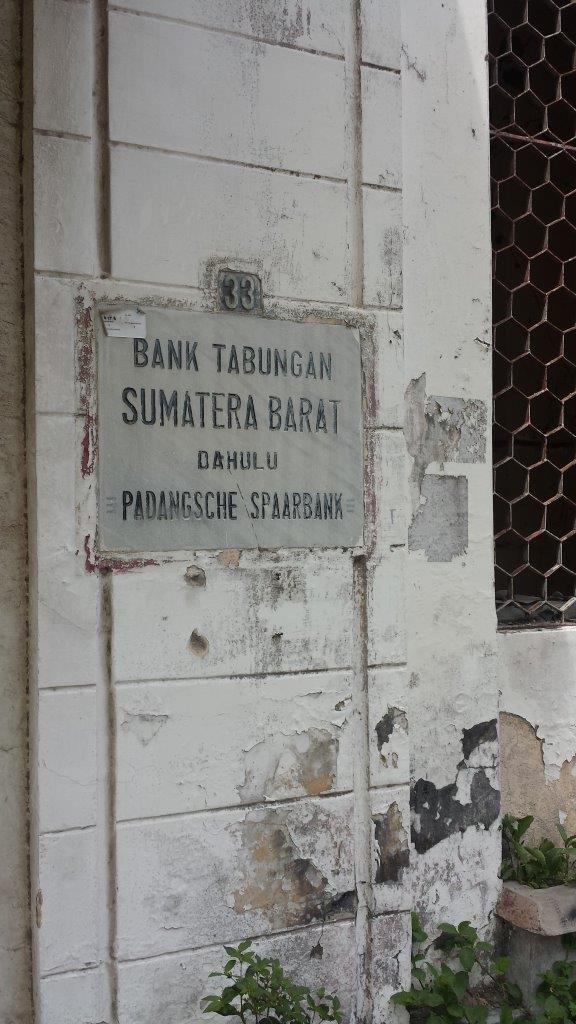 33
BANK TABUNGAN
SUMATERA BARAT
DAHULU
PADANGSCHE SPAARBANK